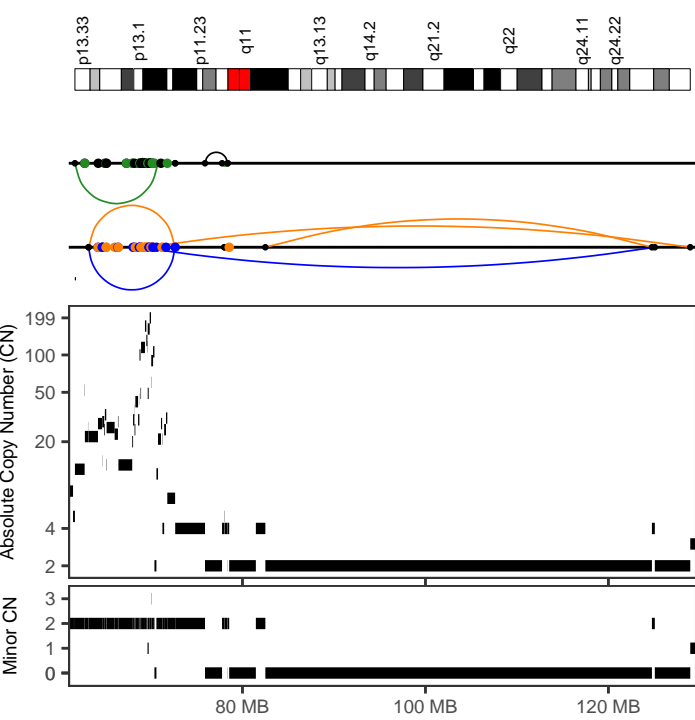 p13.33
p13.1
p11.23
q11
q13.13
q14.2
q21.2
q22
q24.11
q24.22
Absolute Copy Number (CN)
199
100
50
20
4
2
Minor CN
3
2
1
0
80 MB
100 MB
120 MB